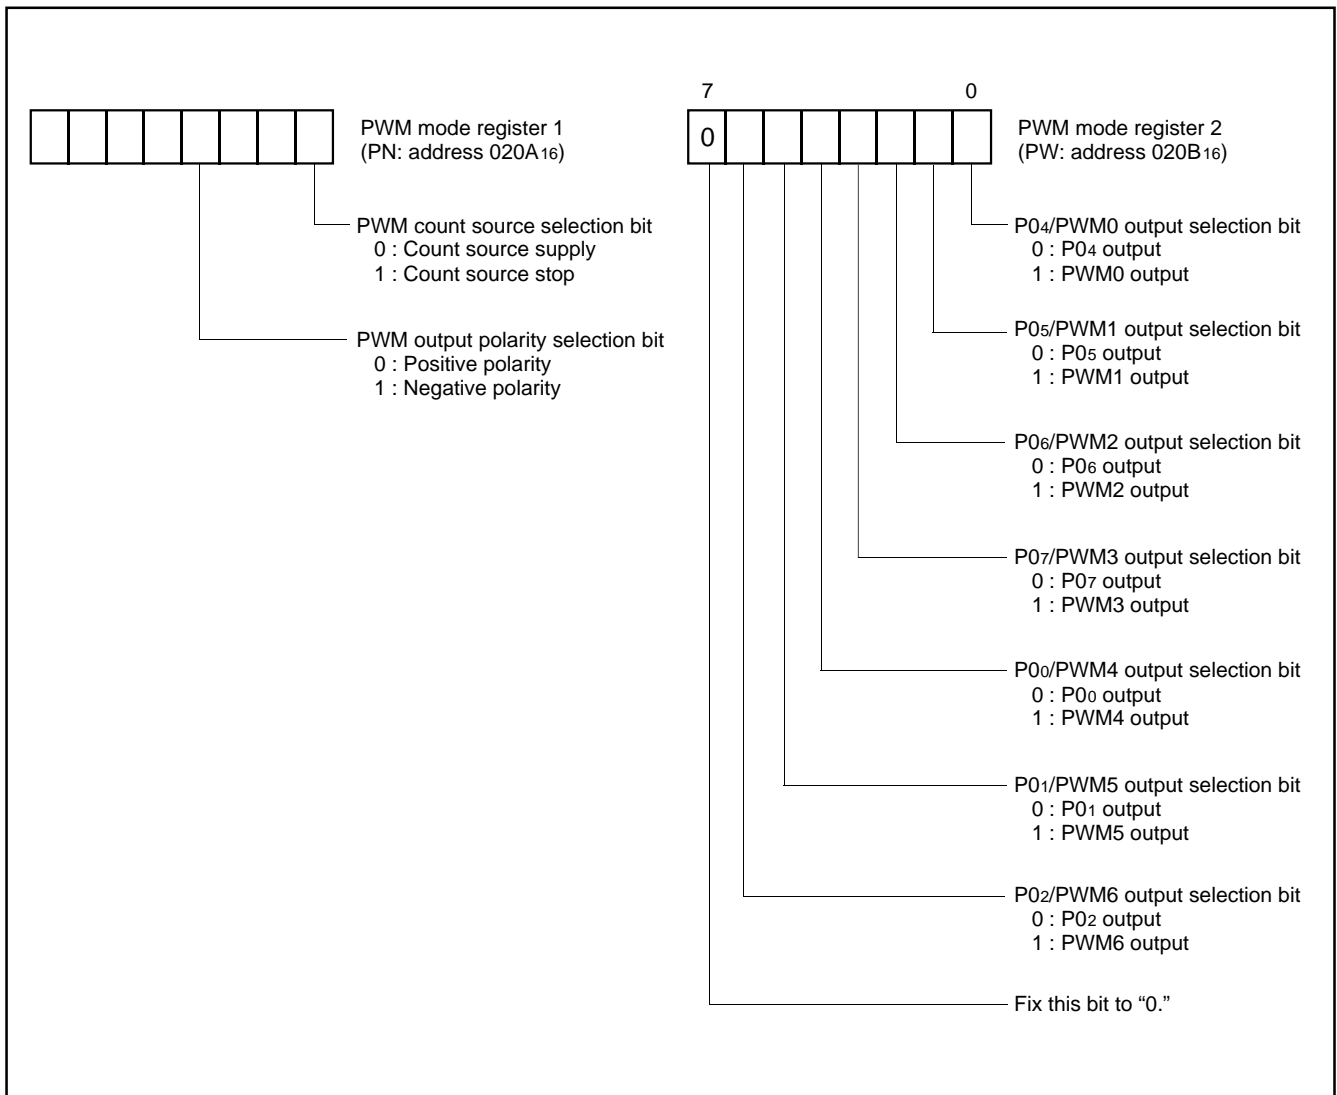 PWM mode register 1
(PN: address 020A16)
PWM count source selection bit
0 : Count source supply
1 : Count source stop
PWM output polarity selection bit
0 : Positive polarity
1 : Negative polarity
7 0
0
PWM mode register 2
(PW: address 020B16)
P04/PWM0 output selection bit
0 : P04 output
1 : PWM0 output
P05/PWM1 output selection bit
0 : P05 output
1 : PWM1 output
P06/PWM2 output selection bit
0 : P06 output
1 : PWM2 output
P07/PWM3 output selection bit
0 : P07 output
1 : PWM3 output
P00/PWM4 output selection bit
0 : P00 output
1 : PWM4 output
P01/PWM5 output selection bit
0 : P01 output
1 : PWM5 output
P02/PWM6 output selection bit
0 : P02 output
1 : PWM6 output
Fix this bit to “0.”